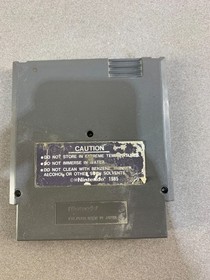 CAUTION
●DO NOT STORE IN EXTREME TEMPERATURES.
●DO NOT IMMERSE IN WATER.
●DO NOT CLEAN WITH BENZENE, THINNER,
ALCOHOL OR OTHER SUCH SOLVENTS.
©Nintendo® 1985